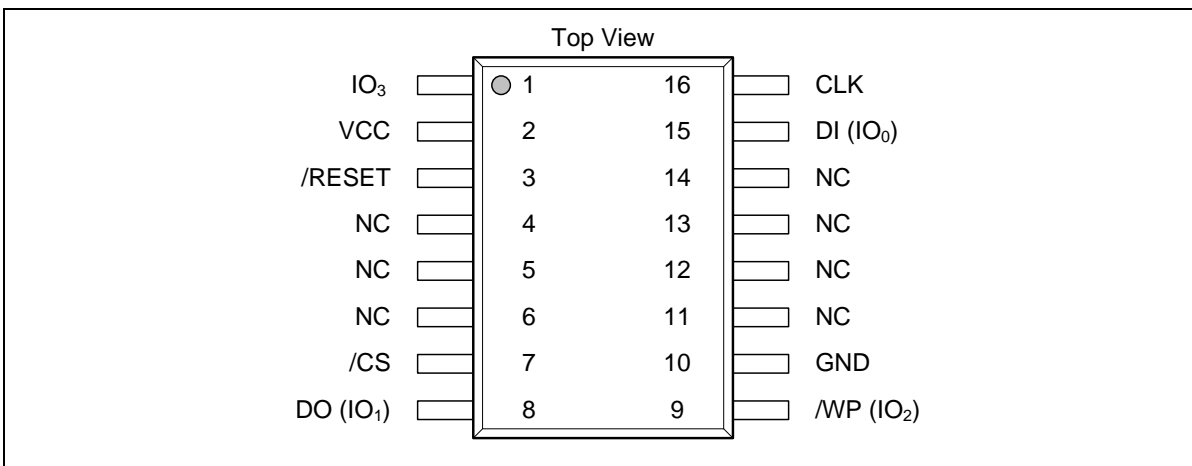 Top View
IO₃ 1 16 CLK
VCC 2 15 DI (IO₀)
/RESET 3 14 NC
NC 4 13 NC
NC 5 12 NC
NC 6 11 NC
/CS 7 10 GND
DO (IO₁) 8 9 /WP (IO₂)